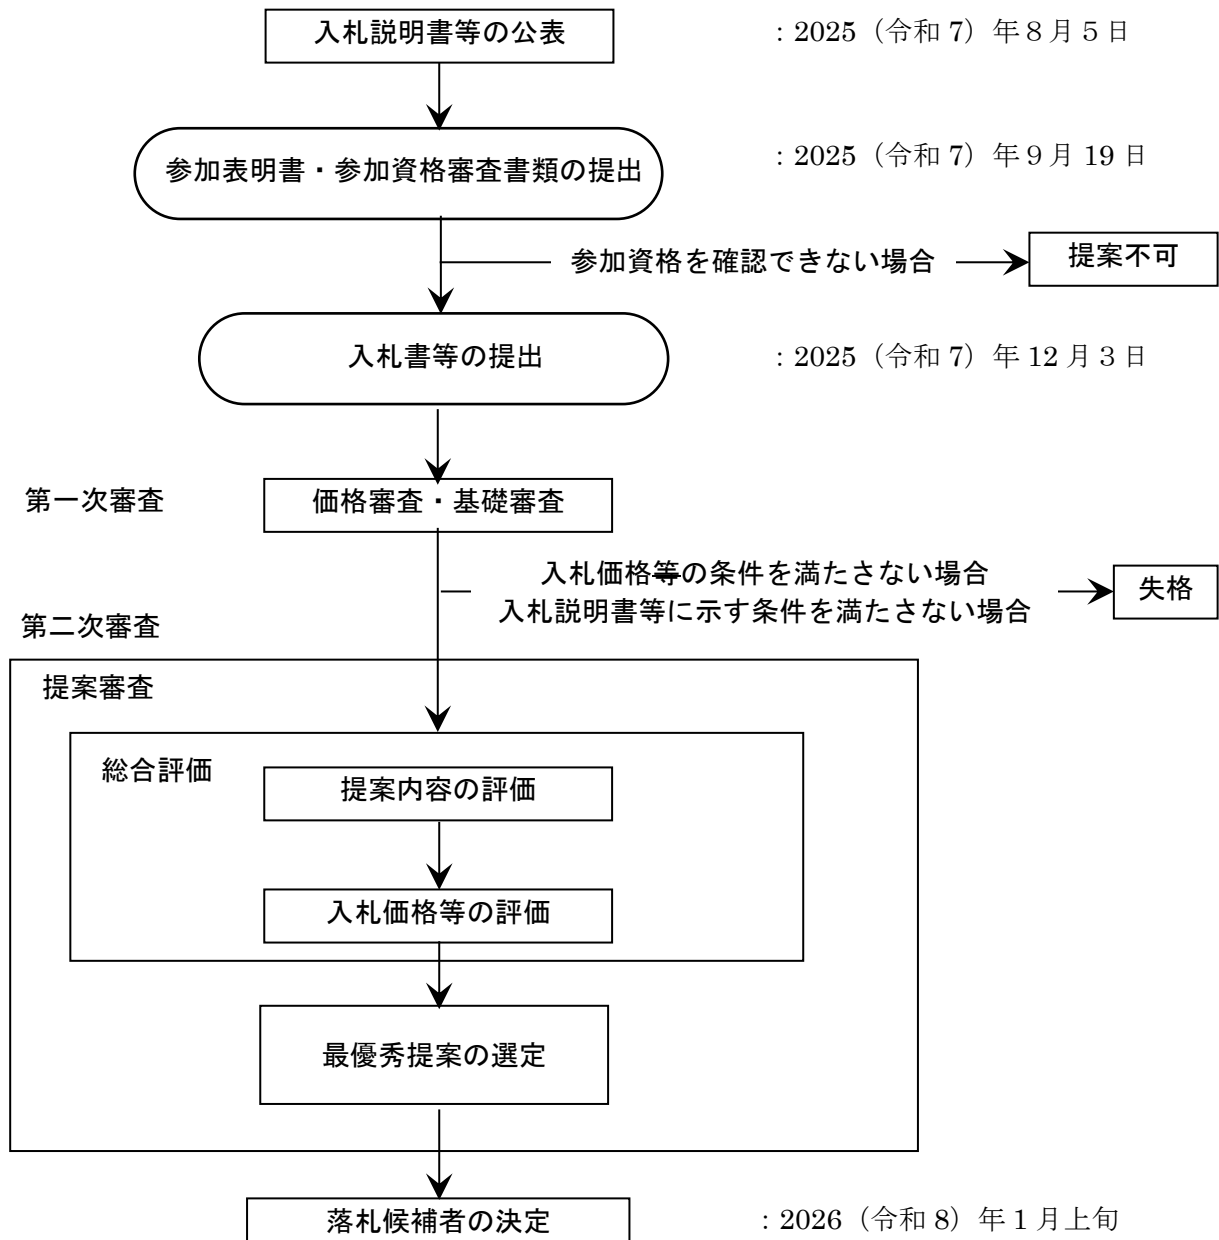 入札説明書等の公表
：2025（令和 7）年８月５日
参加表明書・参加資格審査書類の提出
：2025（令和 7）年９月 19 日
参加資格を確認できない場合
提案不可
入札書等の提出
：2025（令和 7）年 12 月３日
第一次審査
価格審査・基礎審査
入札価格等の条件を満たさない場合
入札説明書等に示す条件を満たさない場合
失格
第二次審査
提案審査
総合評価
提案内容の評価
入札価格等の評価
最優秀提案の選定
落札候補者の決定
：2026（令和 8）年１月上旬